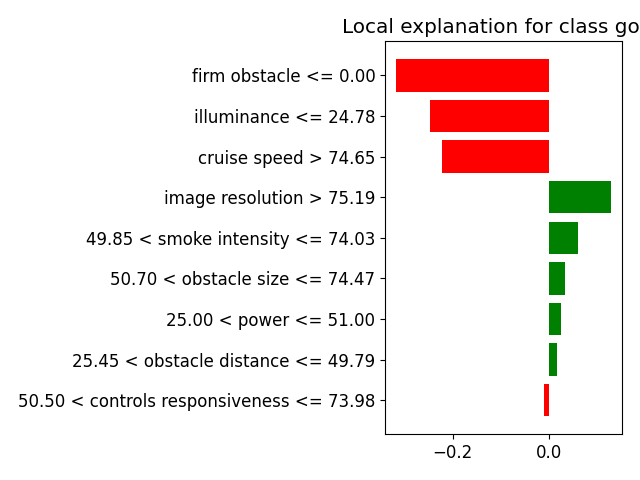 Local explanation for class go
firm obstacle <= 0.00
illuminance <= 24.78
cruise speed > 74.65
image resolution > 75.19
49.85 < smoke intensity <= 74.03
50.70 < obstacle size <= 74.47
25.00 < power <= 51.00
25.45 < obstacle distance <= 49.79
50.50 < controls responsiveness <= 73.98
−0.2 0.0